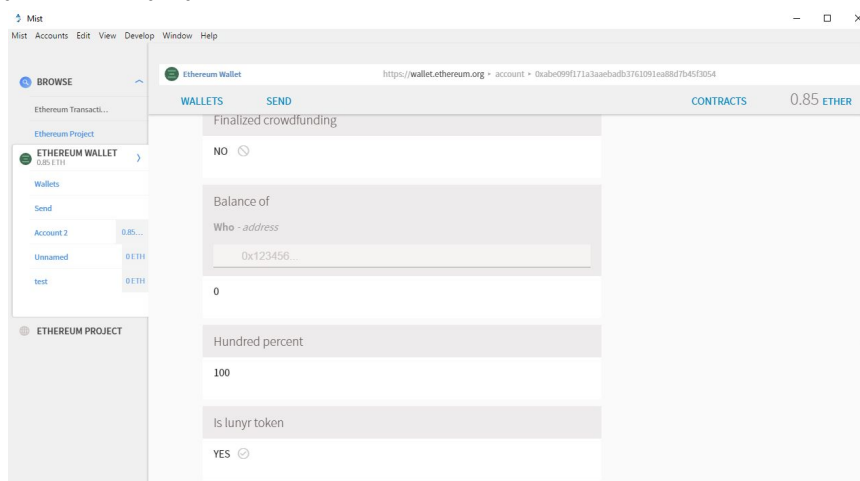 Mist
Mist Accounts Edit View Develop Window Help
BROWSE
Ethereum Transacti...
Ethereum Project
ETHEREUM WALLET
0.85 ETH
Wallets
Send
Account 2 0.85...
Unnamed 0 ETH
test 0 ETH
ETHEREUM PROJECT
Ethereum Wallet https://wallet.ethereum.org • account • 0xabe099f171a3aaebadb3761091ea88d7b45f3054
WALLETS SEND CONTRACTS 0.85 ETHER
Finalized crowdfunding
NO
Balance of
Who - address
0x123456...
0
Hundred percent
100
Is lunyr token
YES